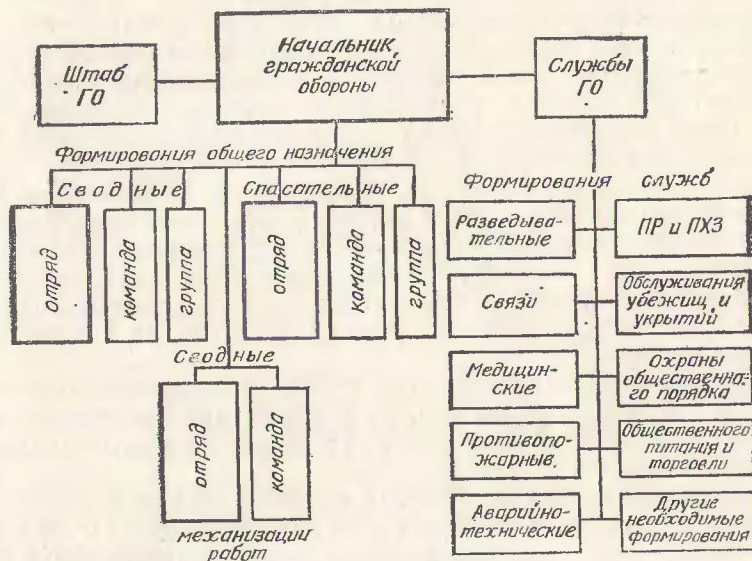 Начальник
гражданской
обороны
Штаб
ГО
Службы
ГО
Формирования общего назначения
Сводные
Спасательные
отряд
команда
группа
отряд
команда
группа
Сводные
отряд
команда
механизации
работ
Формирования служб
Разведыва-
тельные
ПР и ПХЗ
Связи
Обслуживания
убежищ и
укрытий
Медицин-
ские
Охраны
общественно-
го порядка
Противопо-
жарные
Общественного
питания и
торговли
Аварийно-
технические
Другие
необходимые
формирования